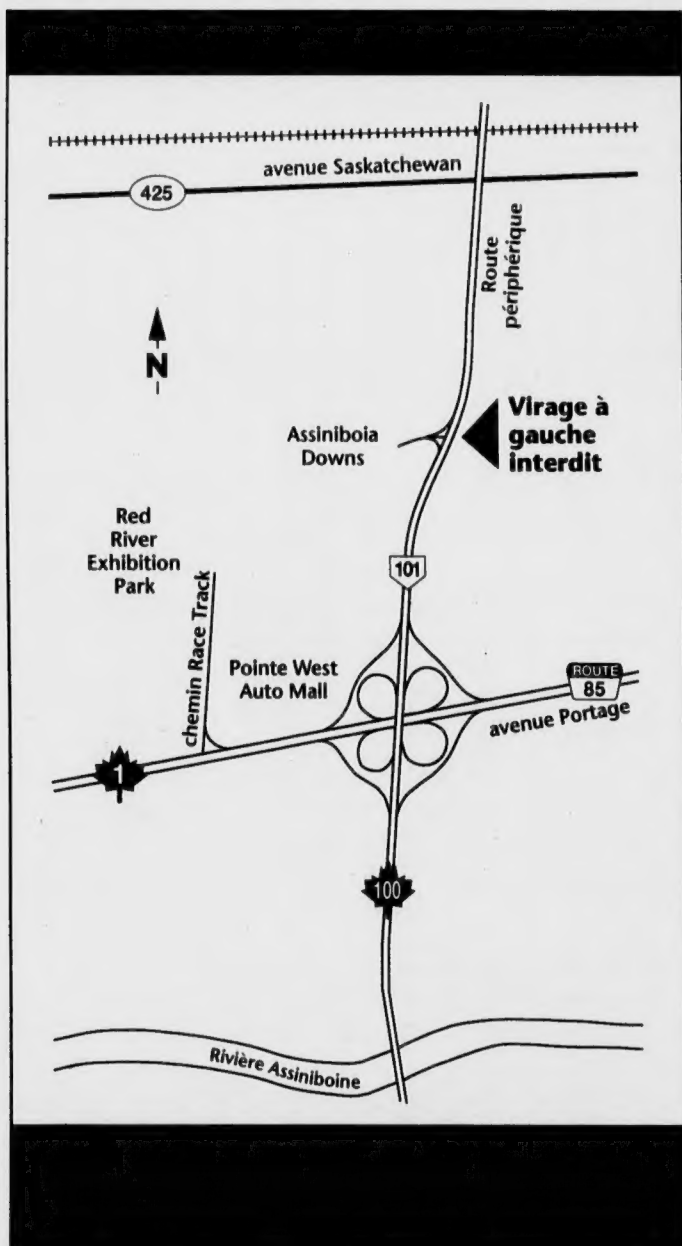 avenue Saskatchewan
425
Route
périphérique
N
Virage à
gauche
interdit
Assiniboia
Downs
Red
River
Exhibition
Park
101
chemin Race Track
Pointe West
Auto Mall
ROUTE
85
avenue Portage
1
100
Rivière Assiniboine